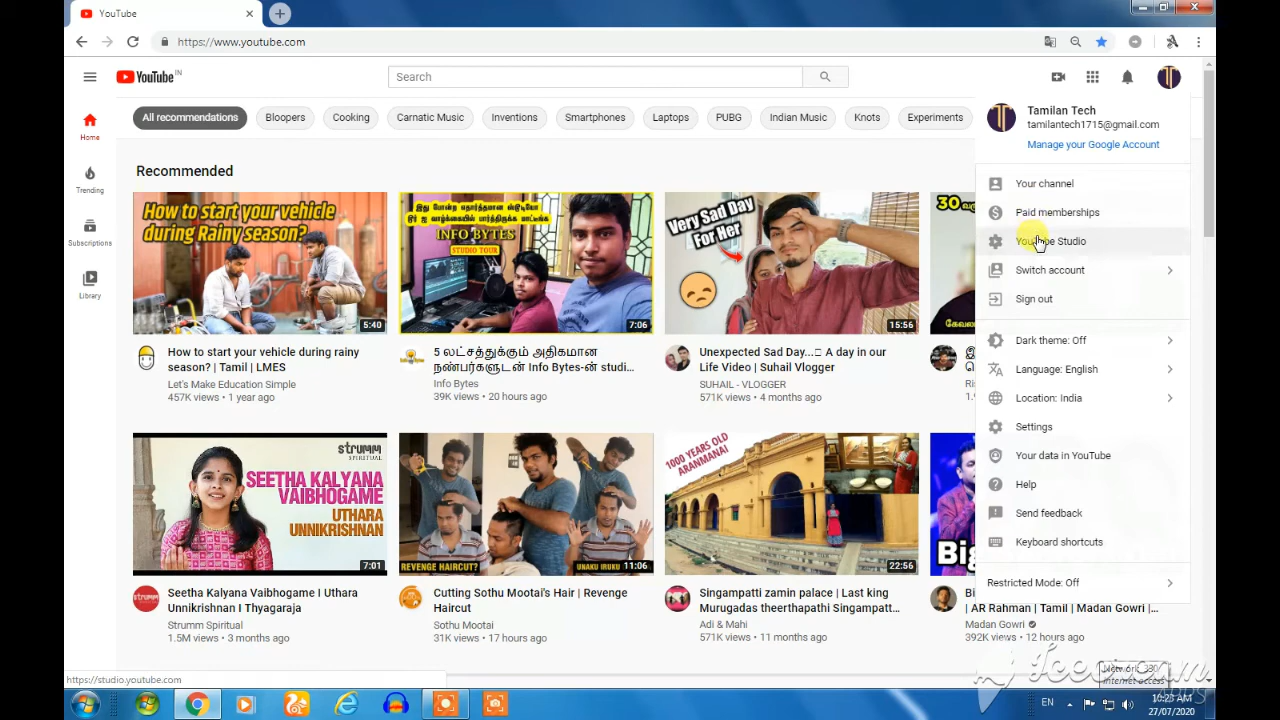 YouTube
https://www.youtube.com
YouTube IN
Search
All recommendations
Bloopers
Cooking
Carnatic Music
Inventions
Smartphones
Laptops
PUBG
Indian Music
Knots
Experiments
Home
Trending
Subscriptions
Library
Recommended
How to start your vehicle
during Rainy season?
5:40
INFO BYTES
STUDIO TOUR
7:06
Very Sad Day
For Her
15:56
30
How to start your vehicle during rainy
season? | Tamil | LMES
Let's Make Education Simple
457K views • 1 year ago
5 லட்சத்துக்கும் அதிகமான
நண்பர்களுடன் Info Bytes-ன் studi...
Info Bytes
39K views • 20 hours ago
Unexpected Sad Day... A day in our
Life Video | Suhail Vlogger
SUHAIL - VLOGGER
571K views • 4 months ago
strumm
SPIRITUAL
SEETHA KALYANA
VAIBHOGAME
UTHARA
UNNIKRISHNAN
7:01
REVENGE HAIRCUT?
UNAKU IRUKU
11:06
1000 YEARS OLD
ARANMANAI
22:56
Seetha Kalyana Vaibhogame I Uthara
Unnikrishnan I Thyagaraja
Strumm Spiritual
1.5M views • 3 months ago
Cutting Sothu Mootai's Hair | Revenge
Haircut
Sothu Mootai
31K views • 17 hours ago
Singampatti zamin palace | Last king
Murugadas theerthapathi Singampatt...
Adi & Mahi
571K views • 11 months ago
| AR Rahman | Tamil | Madan Gowri |...
Madan Gowri
392K views • 12 hours ago
Tamilan Tech
tamilantech1715@gmail.com
Manage your Google Account
Your channel
Paid memberships
YouTube Studio
Switch account
Sign out
Dark theme: Off
Language: English
Location: India
Settings
Your data in YouTube
Help
Send feedback
Keyboard shortcuts
Restricted Mode: Off
https://studio.youtube.com
Icecream
APPS
Internet access
EN
10:23 AM
27/07/2020